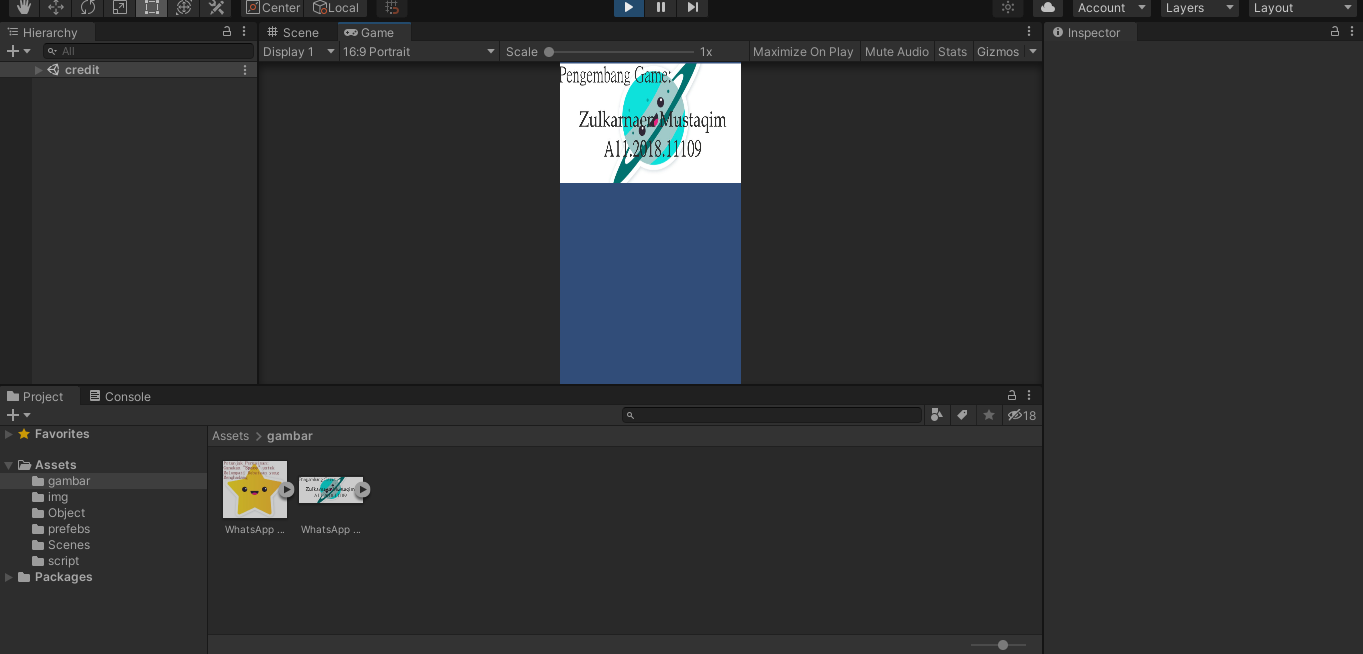 Center
Local
Account
Layers
Layout
Hierarchy
All
credit
Scene
Game
Display 1
16:9 Portrait
Scale
1x
Maximize On Play
Mute Audio
Stats
Gizmos
Inspector
Pengembang Game:
Zulkarnaen Mustaqim
A11.2018.11109
Project
Console
18
Favorites
Assets
gambar
img
Object
prefebs
Scenes
script
Packages
Assets > gambar
WhatsApp ...
WhatsApp ...